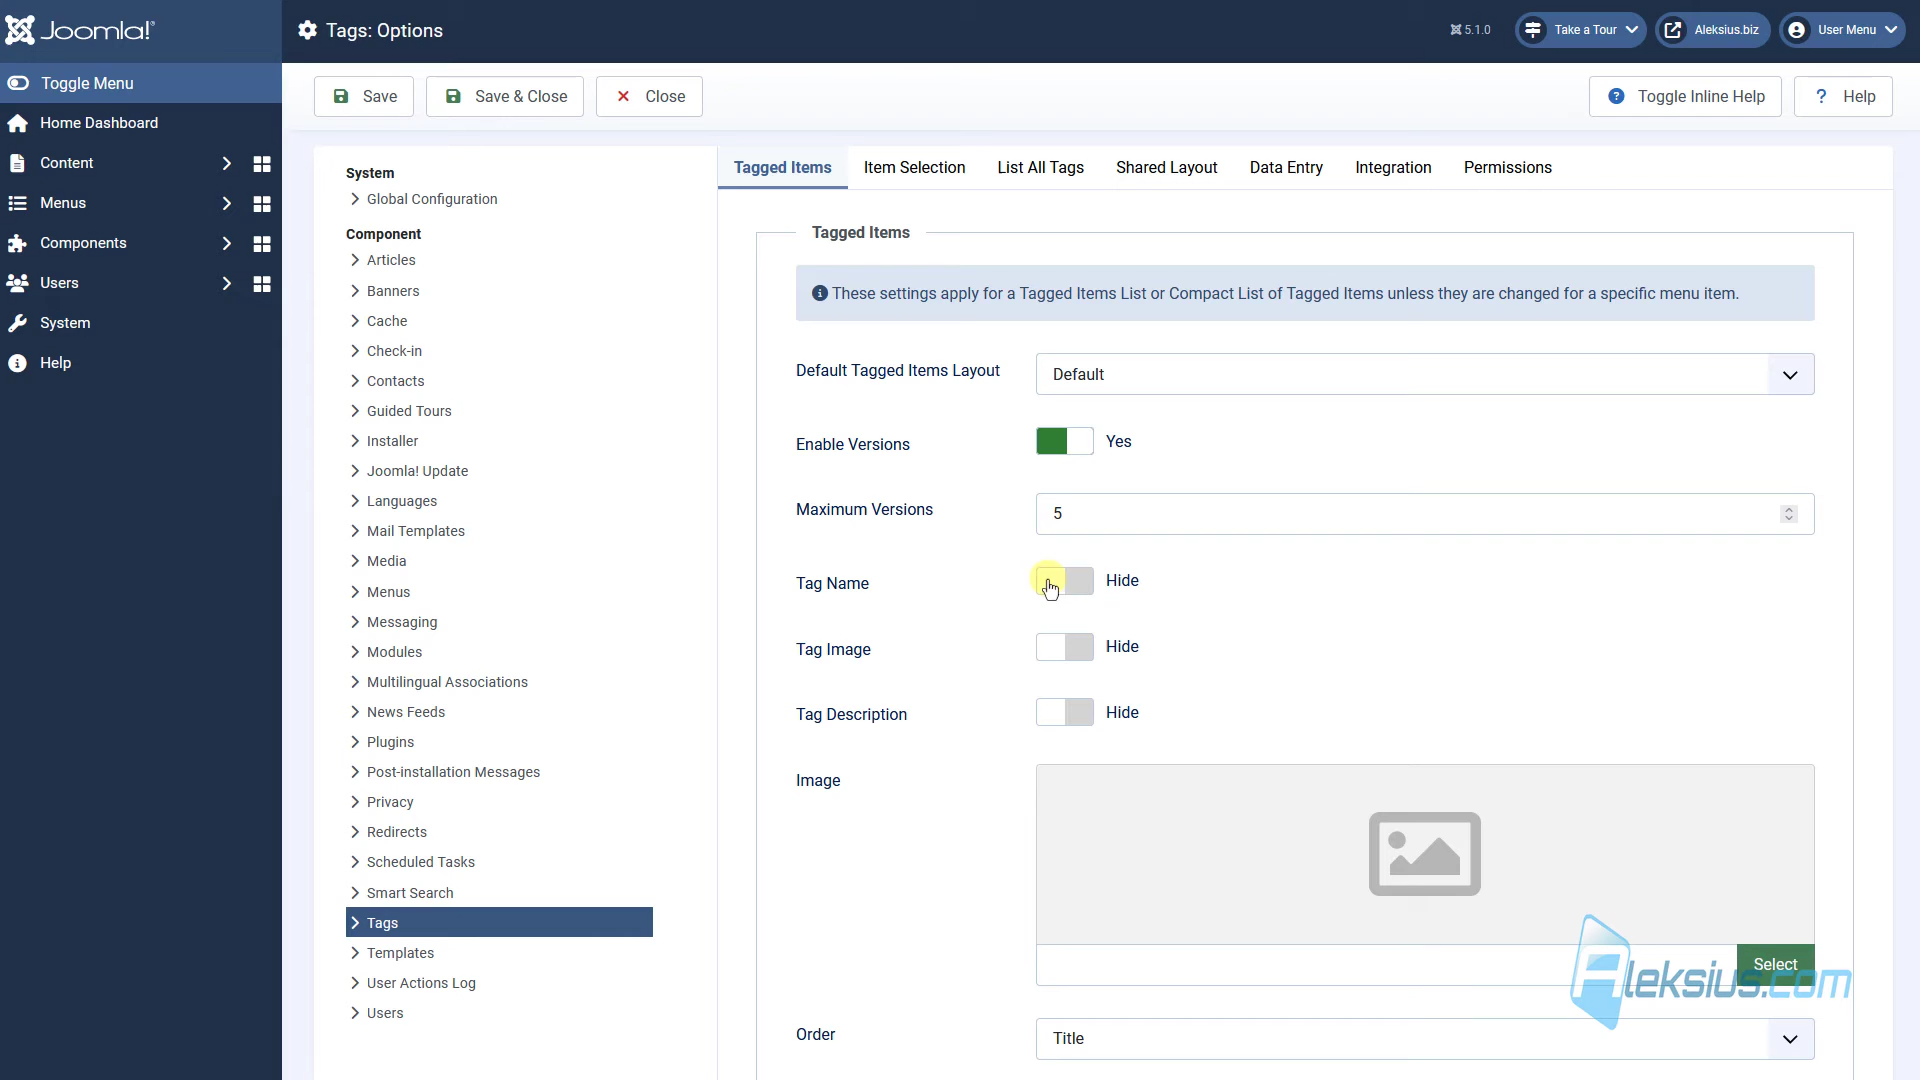 Joomla!®
Tags: Options
5.1.0
Take a Tour
Aleksius.biz
User Menu
Toggle Menu
Home Dashboard
Content
Menus
Components
Users
System
Help
Save
Save & Close
Close
Toggle Inline Help
Help
System
Global Configuration
Component
Articles
Banners
Cache
Check-in
Contacts
Guided Tours
Installer
Joomla! Update
Languages
Mail Templates
Media
Menus
Messaging
Modules
Multilingual Associations
News Feeds
Plugins
Post-installation Messages
Privacy
Redirects
Scheduled Tasks
Smart Search
Tags
Templates
User Actions Log
Users
Tagged Items
Item Selection
List All Tags
Shared Layout
Data Entry
Integration
Permissions
Tagged Items
These settings apply for a Tagged Items List or Compact List of Tagged Items unless they are changed for a specific menu item.
Default Tagged Items Layout
Default
Enable Versions
Yes
Maximum Versions
5
Tag Name
Hide
Tag Image
Hide
Tag Description
Hide
Image
Select
Aleksius.com
Order
Title